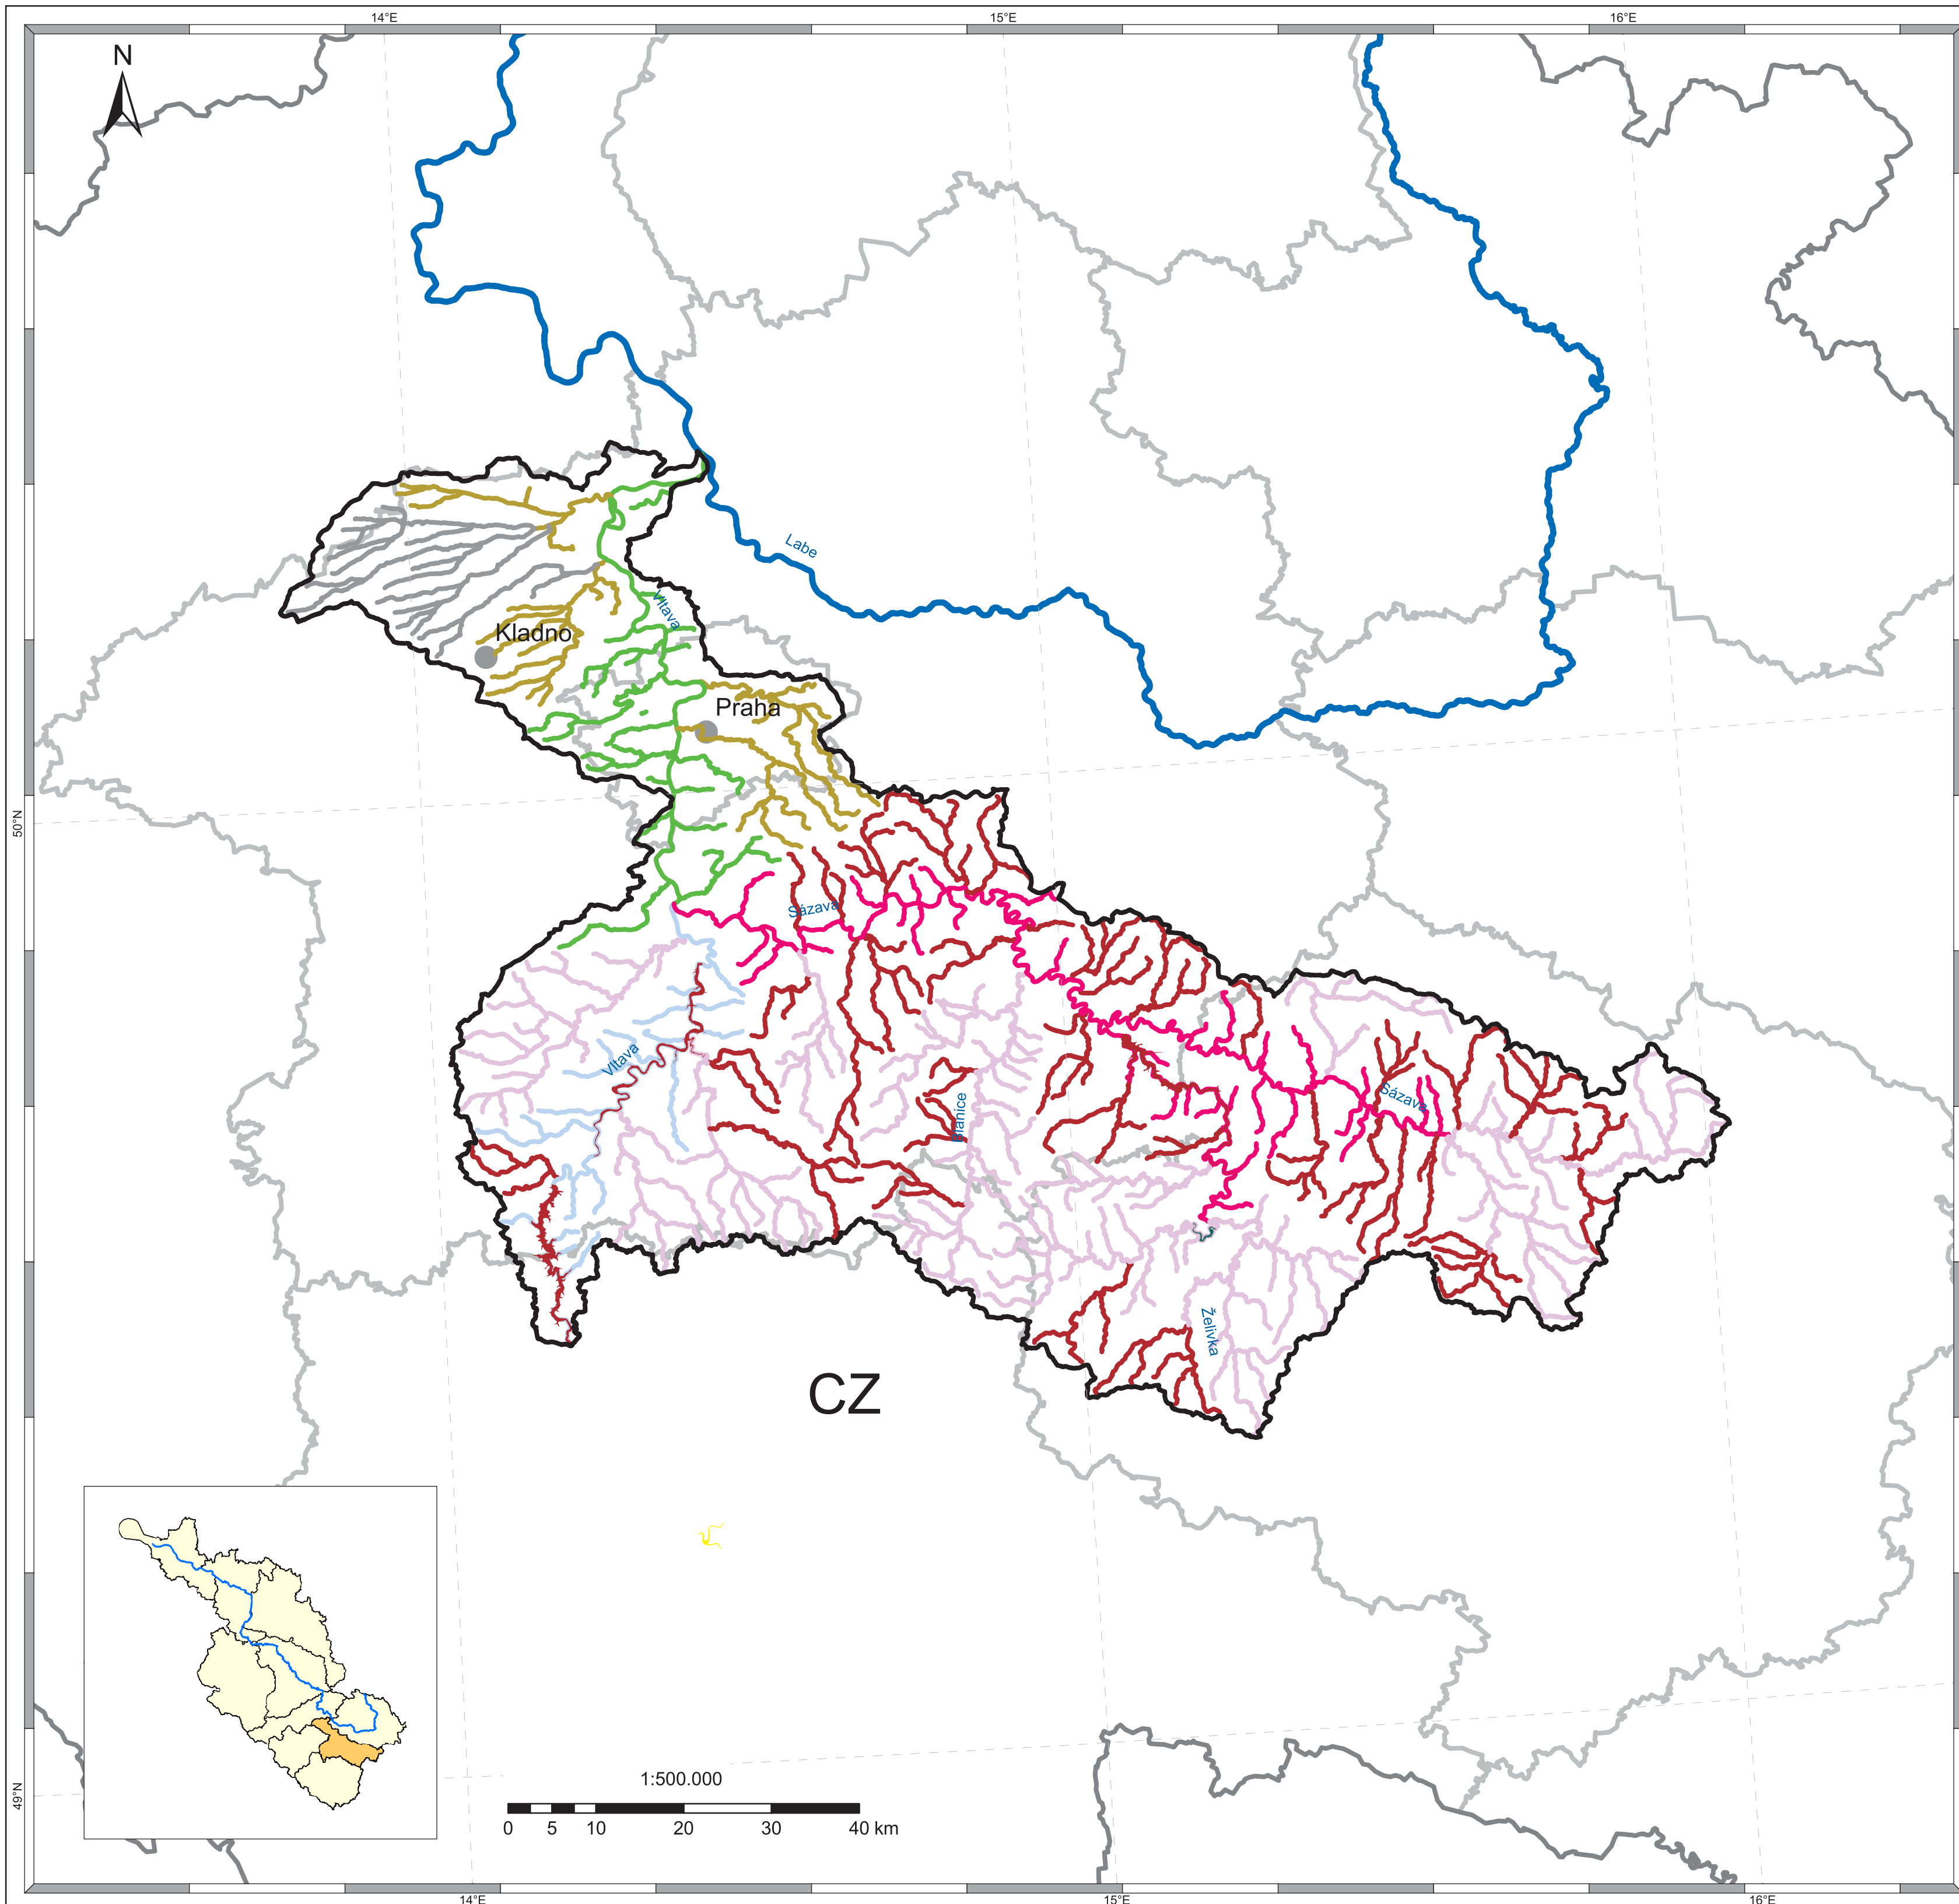 14°E
15°E
16°E
N
Labe
Vltava
Kladno
Praha
50°N
Sázava
Vltava
Blanice
Sázava
Želivka
CZ
1:500.000
49°N
0 5 10 20 30 40 km
14°E
15°E
16°E